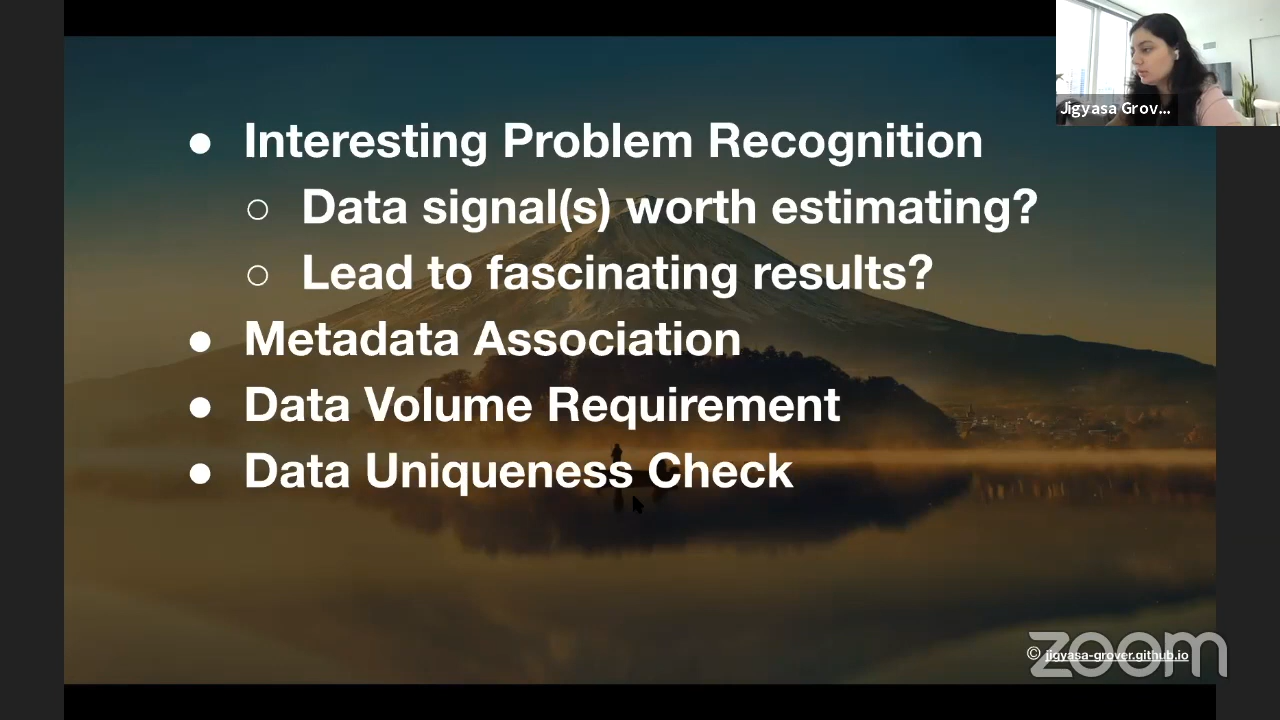 Jigyasa Grov...
● Interesting Problem Recognition
○ Data signal(s) worth estimating?
○ Lead to fascinating results?
● Metadata Association
● Data Volume Requirement
● Data Uniqueness Check
© jigyasa-grover.github.io
zoom